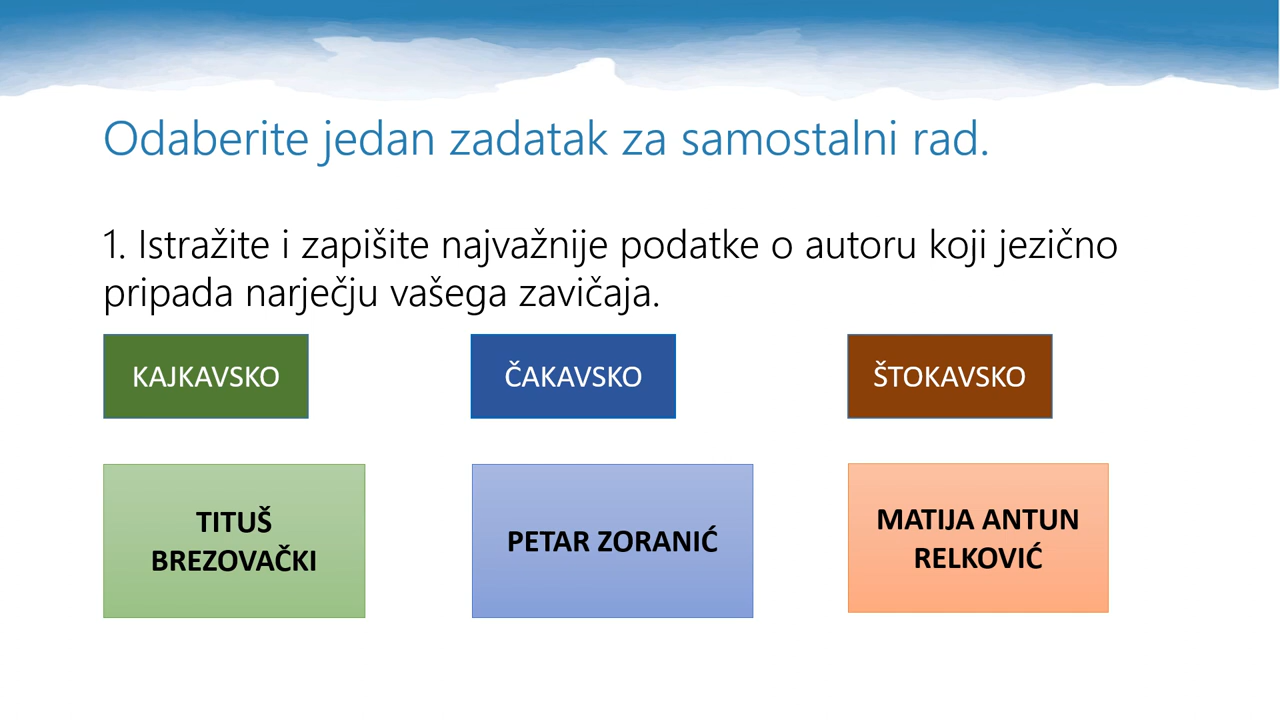 Odaberite jedan zadatak za samostalni rad.
1. Istražite i zapišite najvažnije podatke o autoru koji jezično
pripada narječju vašega zavičaja.
KAJKAVSKO
ČAKAVSKO
ŠTOKAVSKO
TITUŠ
BREZOVAČKI
PETAR ZORANIĆ
MATIJA ANTUN
RELKOVIĆ